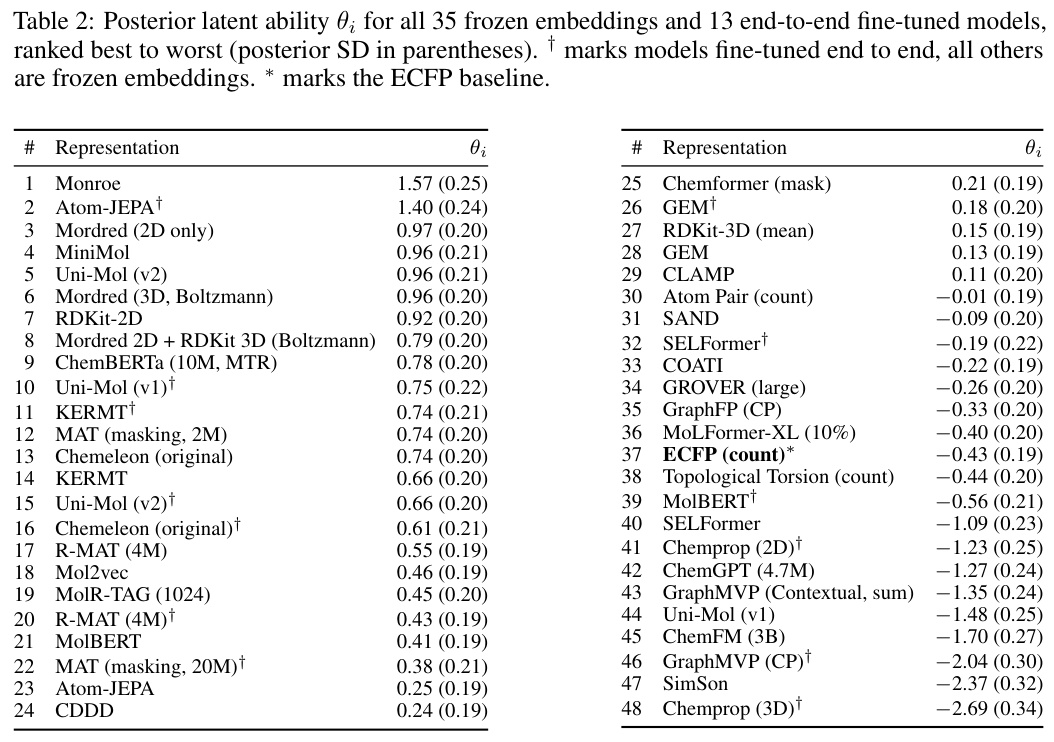 Table 2: Posterior latent ability θᵢ for all 35 frozen embeddings and 13 end-to-end fine-tuned models,
ranked best to worst (posterior SD in parentheses). † marks models fine-tuned end to end, all others
are frozen embeddings. * marks the ECFP baseline.
# Representation θᵢ
1 Monroe 1.57 (0.25)
2 Atom-JEPA† 1.40 (0.24)
3 Mordred (2D only) 0.97 (0.20)
4 MiniMol 0.96 (0.21)
5 Uni-Mol (v2) 0.96 (0.21)
6 Mordred (3D, Boltzmann) 0.96 (0.20)
7 RDKit-2D 0.92 (0.20)
8 Mordred 2D + RDKit 3D (Boltzmann) 0.79 (0.20)
9 ChemBERTa (10M, MTR) 0.78 (0.20)
10 Uni-Mol (v1)† 0.75 (0.22)
11 KERMT† 0.74 (0.21)
12 MAT (masking, 2M) 0.74 (0.20)
13 Chemeleon (original) 0.74 (0.20)
14 KERMT 0.66 (0.20)
15 Uni-Mol (v2)† 0.66 (0.20)
16 Chemeleon (original)† 0.61 (0.21)
17 R-MAT (4M) 0.55 (0.19)
18 Mol2vec 0.46 (0.19)
19 MolR-TAG (1024) 0.45 (0.20)
20 R-MAT (4M)† 0.43 (0.19)
21 MolBERT 0.41 (0.19)
22 MAT (masking, 20M)† 0.38 (0.21)
23 Atom-JEPA 0.25 (0.19)
24 CDDD 0.24 (0.19)
# Representation θᵢ
25 Chemformer (mask) 0.21 (0.19)
26 GEM† 0.18 (0.20)
27 RDKit-3D (mean) 0.15 (0.19)
28 GEM 0.13 (0.19)
29 CLAMP 0.11 (0.20)
30 Atom Pair (count) −0.01 (0.19)
31 SAND −0.09 (0.20)
32 SELFormer† −0.19 (0.22)
33 COATI −0.22 (0.19)
34 GROVER (large) −0.26 (0.20)
35 GraphFP (CP) −0.33 (0.20)
36 MoLFormer-XL (10%) −0.40 (0.20)
37 ECFP (count)* −0.43 (0.19)
38 Topological Torsion (count) −0.44 (0.20)
39 MolBERT† −0.56 (0.21)
40 SELFormer −1.09 (0.23)
41 Chemprop (2D)† −1.23 (0.25)
42 ChemGPT (4.7M) −1.27 (0.24)
43 GraphMVP (Contextual, sum) −1.35 (0.24)
44 Uni-Mol (v1) −1.48 (0.25)
45 ChemFM (3B) −1.70 (0.27)
46 GraphMVP (CP)† −2.04 (0.30)
47 SimSon −2.37 (0.32)
48 Chemprop (3D)† −2.69 (0.34)